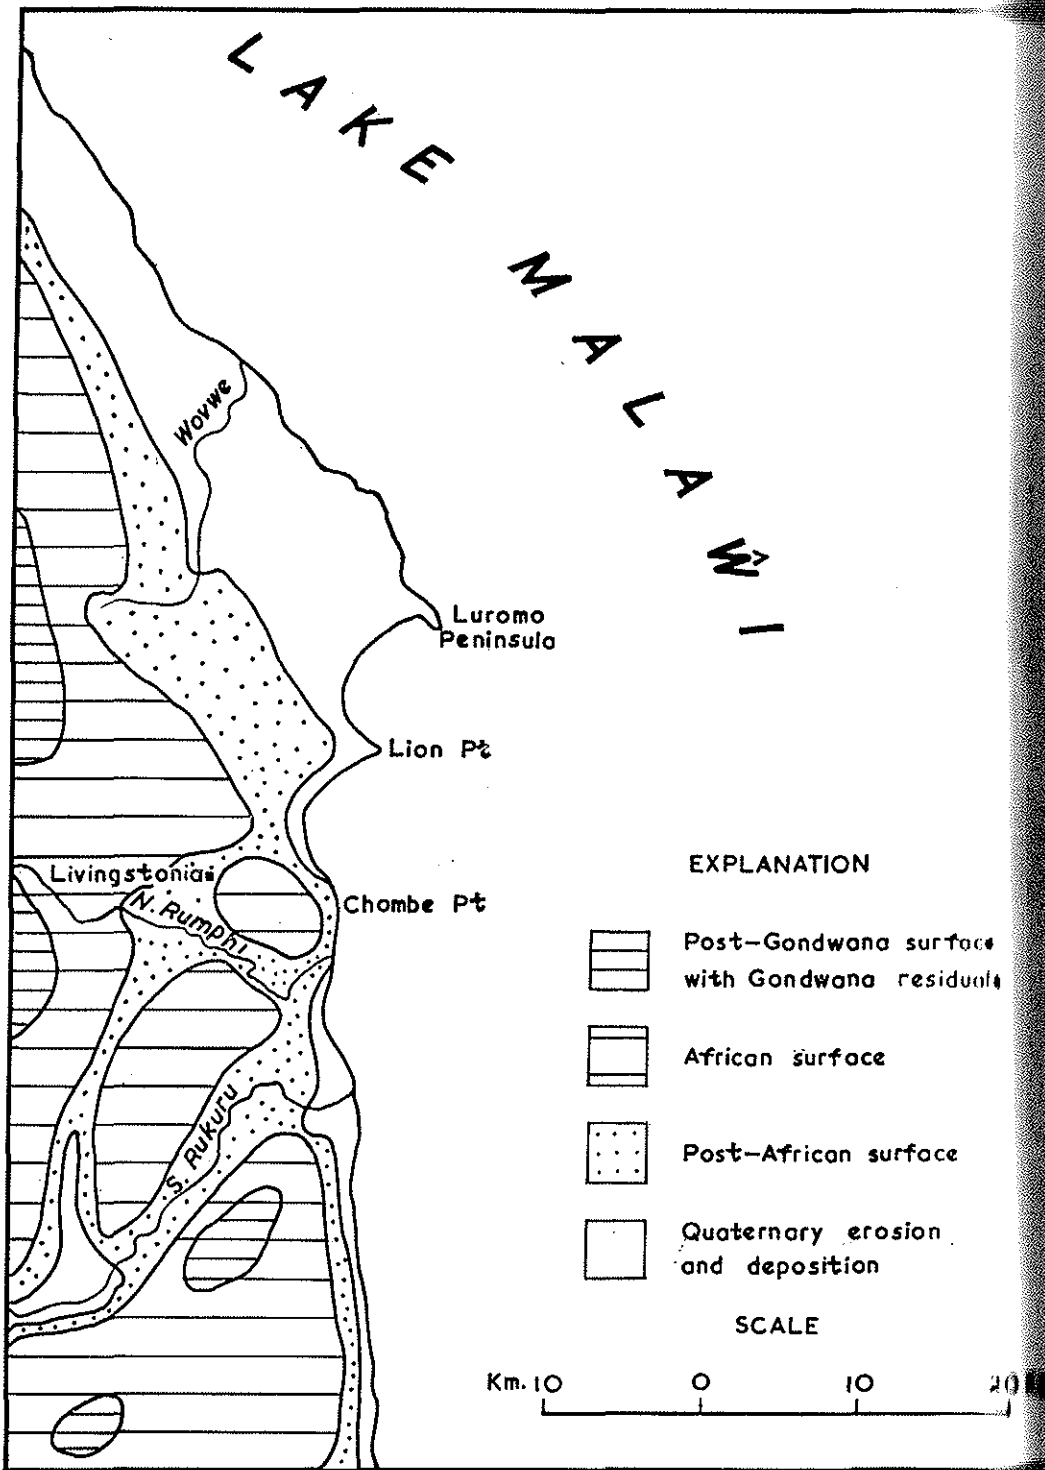 LAKE MALAWI
Wovwe
Luromo
Peninsula
Lion Pt
Livingstonia
N. Rumphi
Chombe Pt
S. Rukuru
EXPLANATION
Post-Gondwana surface
with Gondwana residuals
African surface
Post-African surface
Quaternary erosion
and deposition
SCALE
Km. 10 0 10 20